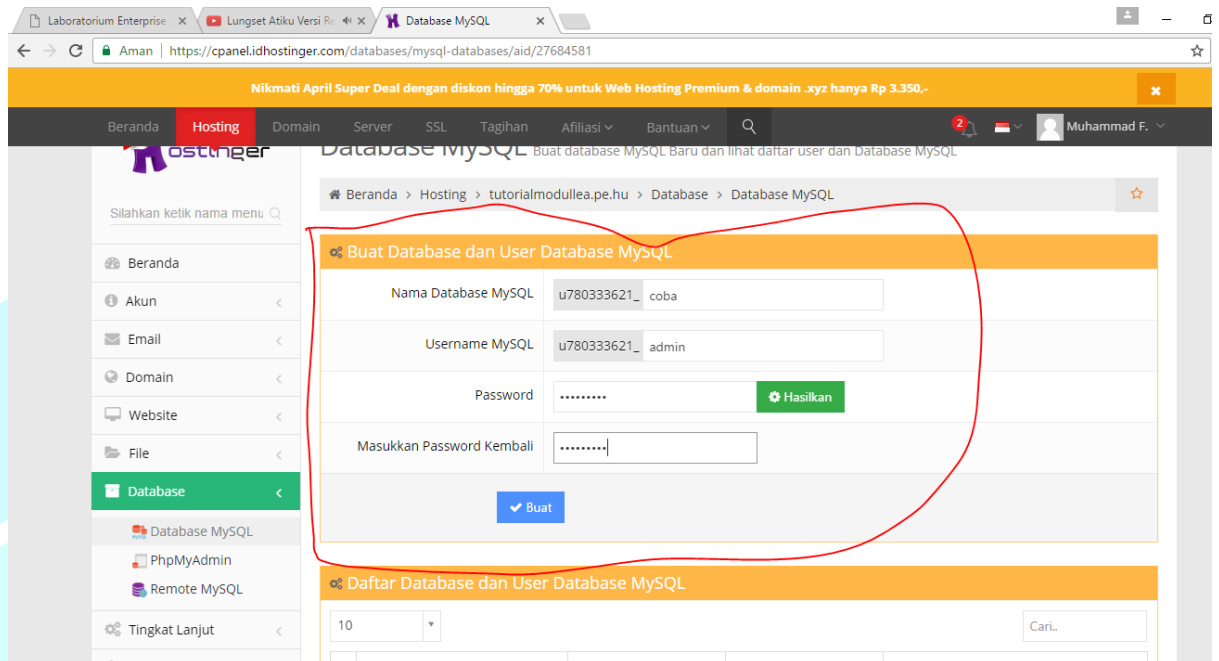 Laboratorium Enterprise
Lungset Atiku Versi Re
Database MySQL
Aman | https://cpanel.idhostinger.com/databases/mysql-databases/aid/27684581
Nikmati April Super Deal dengan diskon hingga 70% untuk Web Hosting Premium & domain .xyz hanya Rp 3.350,-
Beranda Hosting Domain Server SSL Tagihan Afiliasi Bantuan 2 Muhammad F.
ostinger
Database MySQL Buat database MySQL Baru dan lihat daftar user dan Database MySQL
Beranda > Hosting > tutorialmodullea.pe.hu > Database > Database MySQL
Silahkan ketik nama menu
Beranda
Akun
Email
Domain
Website
File
Database
Database MySQL
PhpMyAdmin
Remote MySQL
Tingkat Lanjut
Buat Database dan User Database MySQL
Nama Database MySQL u780333621_ coba
Username MySQL u780333621_ admin
Password ......... Hasilkan
Masukkan Password Kembali .........
Buat
Daftar Database dan User Database MySQL
10 Cari..